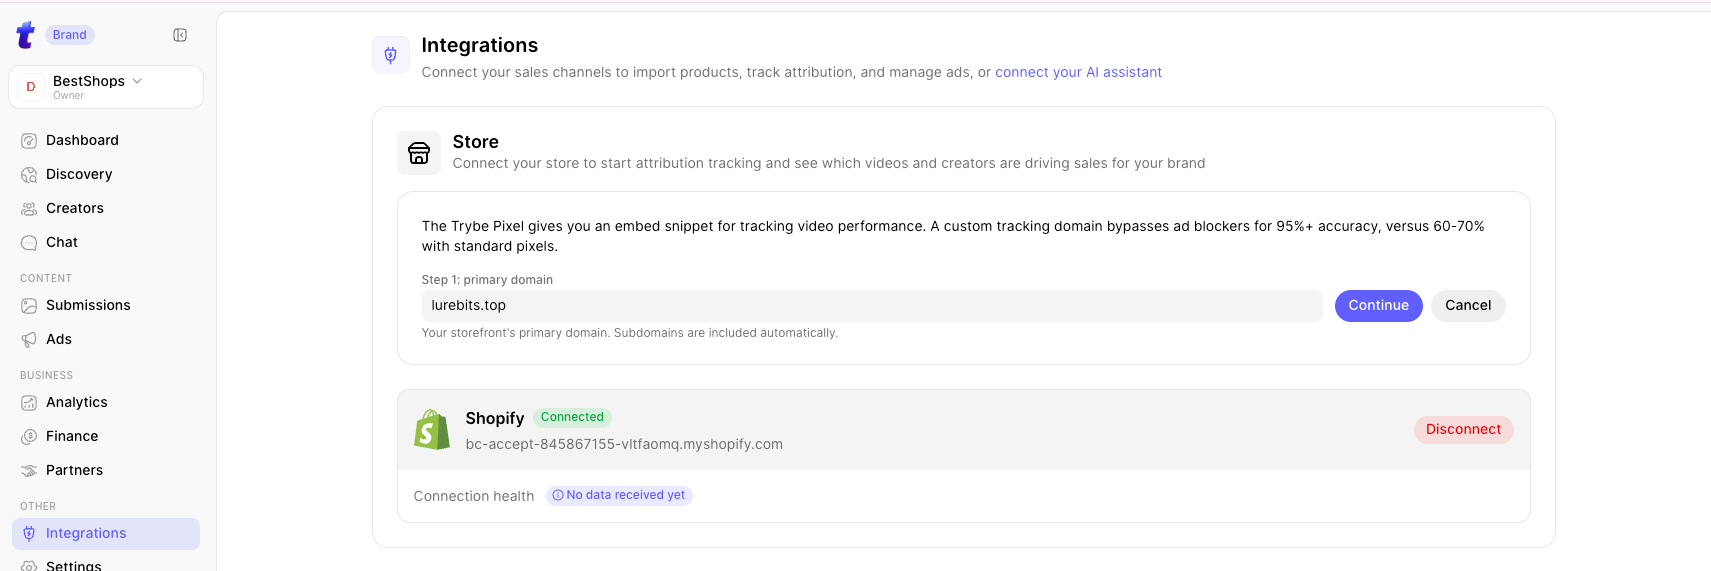 Brand
BestShops
Owner
Dashboard
Discovery
Creators
Chat
CONTENT
Submissions
Ads
BUSINESS
Analytics
Finance
Partners
OTHER
Integrations
Settings
Integrations
Connect your sales channels to import products, track attribution, and manage ads, or connect your AI assistant
Store
Connect your store to start attribution tracking and see which videos and creators are driving sales for your brand
The Trybe Pixel gives you an embed snippet for tracking video performance. A custom tracking domain bypasses ad blockers for 95%+ accuracy, versus 60-70%
with standard pixels.
Step 1: primary domain
lurebits.top
Continue
Cancel
Your storefront's primary domain. Subdomains are included automatically.
Shopify
Connected
bc-accept-845867155-vltfaomq.myshopify.com
Disconnect
Connection health
No data received yet